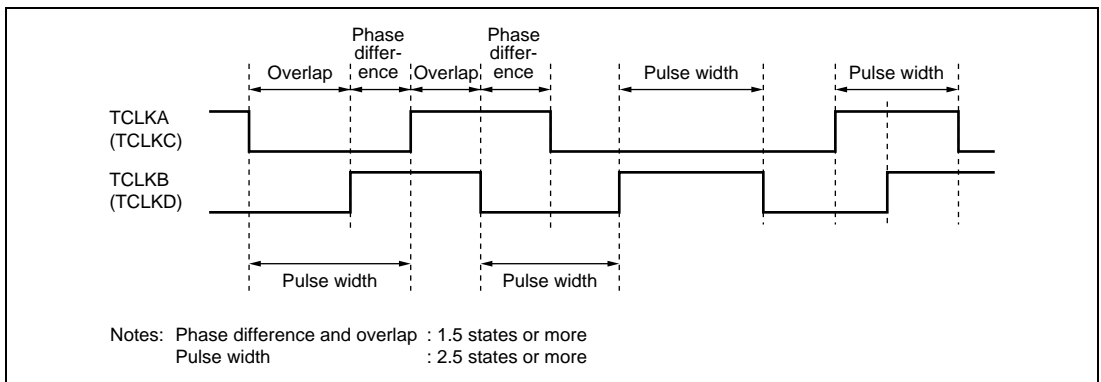 Phase
differ-
ence
Phase
differ-
ence
Overlap
Overlap
Pulse width
Pulse width
TCLKA
(TCLKC)
TCLKB
(TCLKD)
Pulse width
Pulse width
Notes: Phase difference and overlap : 1.5 states or more
Pulse width : 2.5 states or more